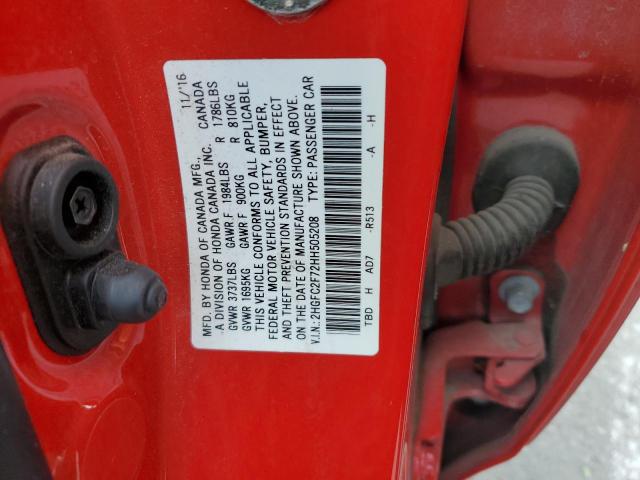 MFD. BY HONDA OF CANADA MFG., 11/'16
A DIVISION OF HONDA CANADA INC. CANADA
GVWR 3737LBS GAWR F 1984LBS R 1786LBS
GVWR 1695KG GAWR F 900KG R 810KG
THIS VEHICLE CONFORMS TO ALL APPLICABLE
FEDERAL MOTOR VEHICLE SAFETY, BUMPER,
AND THEFT PREVENTION STANDARDS IN EFFECT
ON THE DATE OF MANUFACTURE SHOWN ABOVE.
V.I.N.: 2HGFC2F72HH505208 TYPE: PASSENGER CAR
TBD H AD7 -R513 -A -H